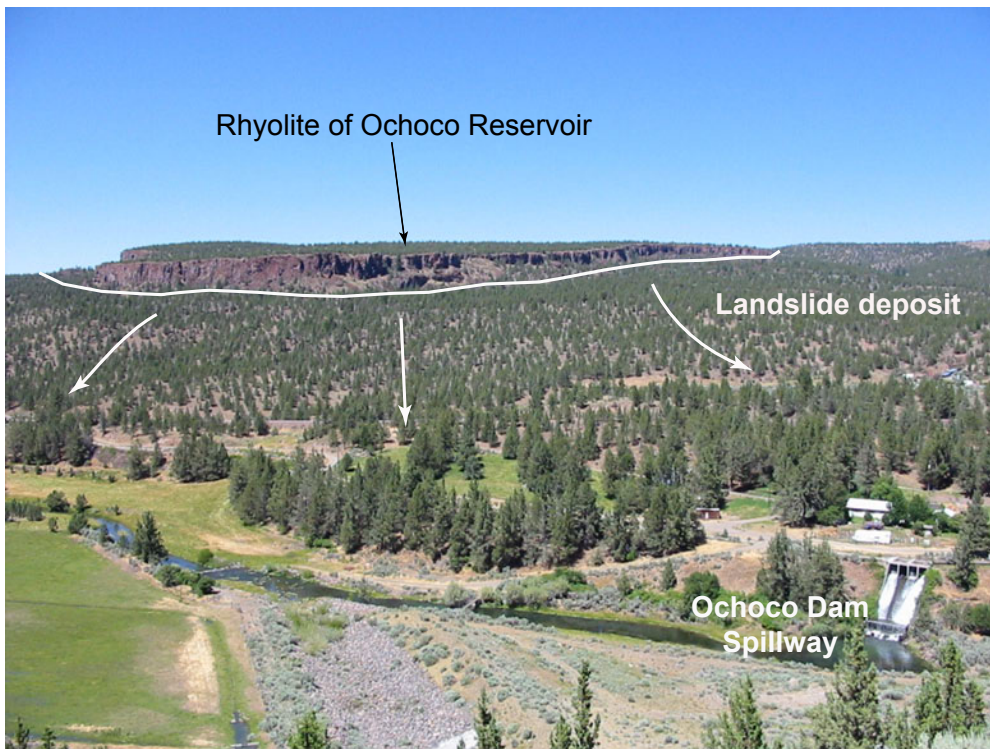 Rhyolite of Ochoco Reservoir
Landslide deposit
Ochoco Dam
Spillway